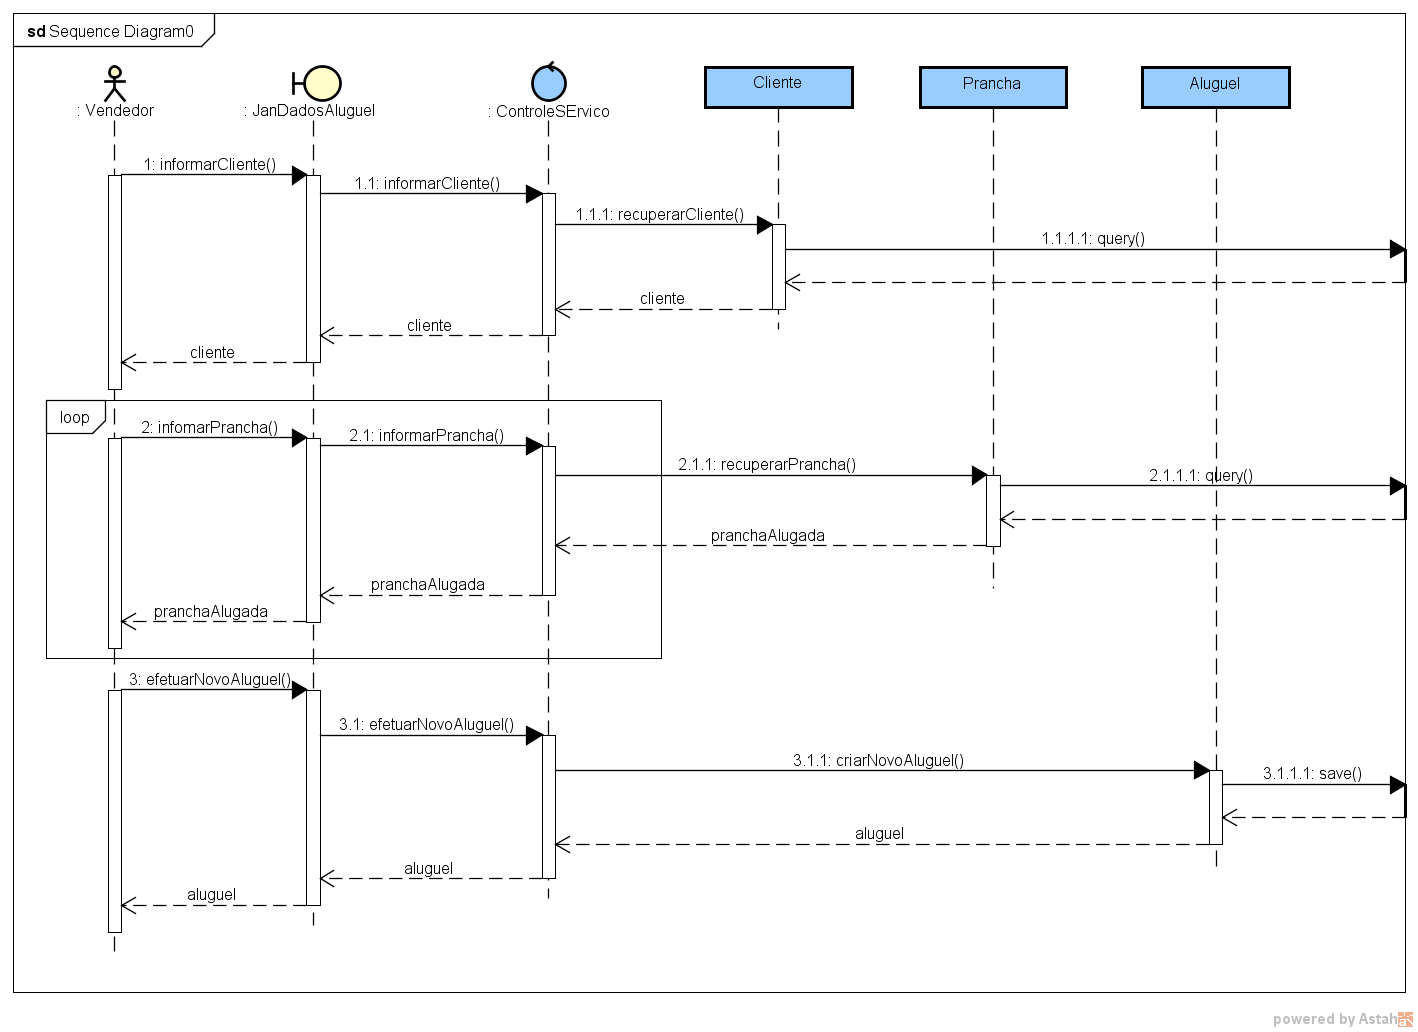 sd Sequence Diagram0
: Vendedor
: JanDadosAluguel
: ControleSErvico
Cliente
Prancha
Aluguel
1: informarCliente()
1.1: informarCliente()
1.1.1: recuperarCliente()
1.1.1.1: query()
cliente
cliente
cliente
loop
2: infomarPrancha()
2.1: informarPrancha()
2.1.1: recuperarPrancha()
2.1.1.1: query()
pranchaAlugada
pranchaAlugada
pranchaAlugada
3: efetuarNovoAluguel()
3.1: efetuarNovoAluguel()
3.1.1: criarNovoAluguel()
3.1.1.1: save()
aluguel
aluguel
aluguel
powered by Astah